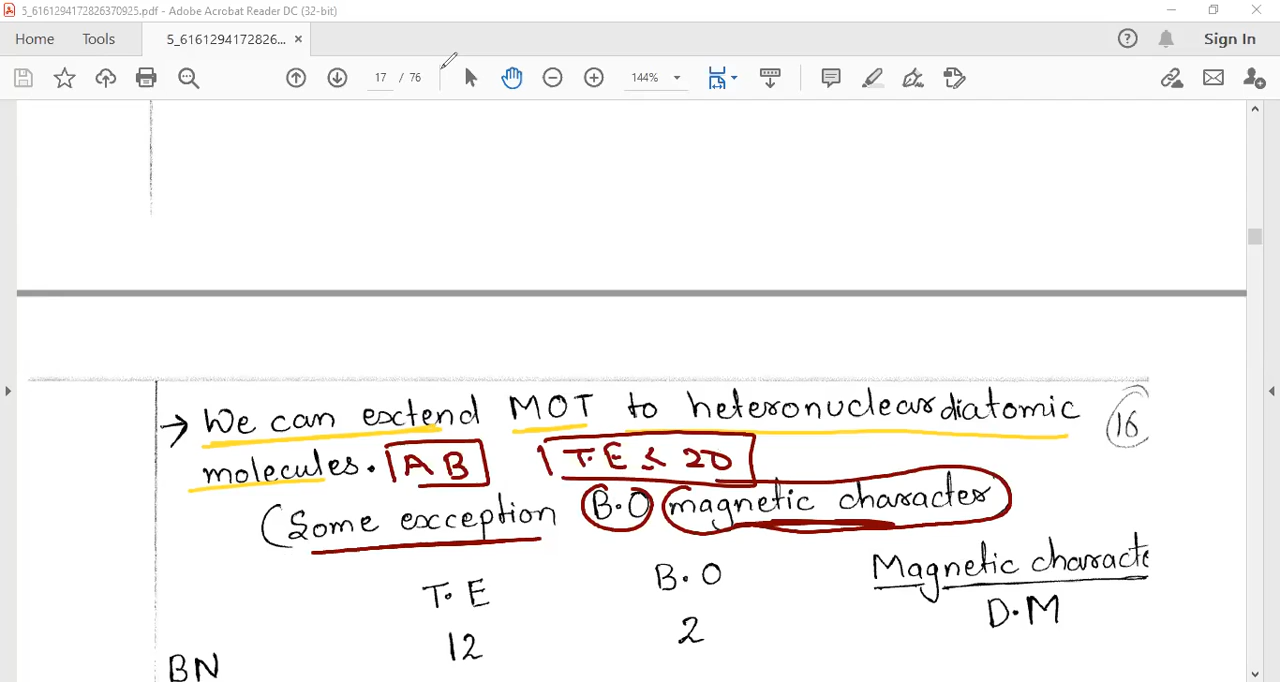 5_6161294172826370925.pdf - Adobe Acrobat Reader DC (32-bit)
Home Tools 5_6161294172826... × Sign In
17 / 76 144%
→ We can extend MOT to heteronuclear diatomic 16
molecules. AB T.E ≤ 20
(Some exception B.O magnetic character
T.E B.O Magnetic characte
12 2 D.M
BN